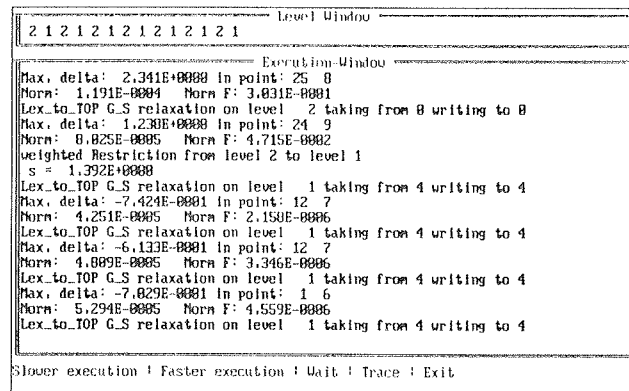 Level Window
2 1 2 1 2 1 2 1 2 1 2 1 2 1
Execution-Window
Max. delta: 2.341E+0000 in point: 25 8
Norm: 1.191E-0004 Norm F: 3.031E-0001
Lex_to_TOP G_S relaxation on level 2 taking from 0 writing to 0
Max. delta: 1.230E+0000 in point: 24 9
Norm: 8.025E-0005 Norm F: 4.715E-0002
weighted Restriction from level 2 to level 1
s = 1.392E+0000
Lex_to_TOP G_S relaxation on level 1 taking from 4 writing to 4
Max. delta: -7.424E-0001 in point: 12 7
Norm: 4.251E-0005 Norm F: 2.150E-0006
Lex_to_TOP G_S relaxation on level 1 taking from 4 writing to 4
Max. delta: -6.133E-0001 in point: 12 7
Norm: 4.809E-0005 Norm F: 3.346E-0006
Lex_to_TOP G_S relaxation on level 1 taking from 4 writing to 4
Max. delta: -7.029E-0001 in point: 1 6
Norm: 5.294E-0005 Norm F: 4.559E-0006
Lex_to_TOP G_S relaxation on level 1 taking from 4 writing to 4
Slower execution ¦ Faster execution ¦ Wait ¦ Trace ¦ Exit